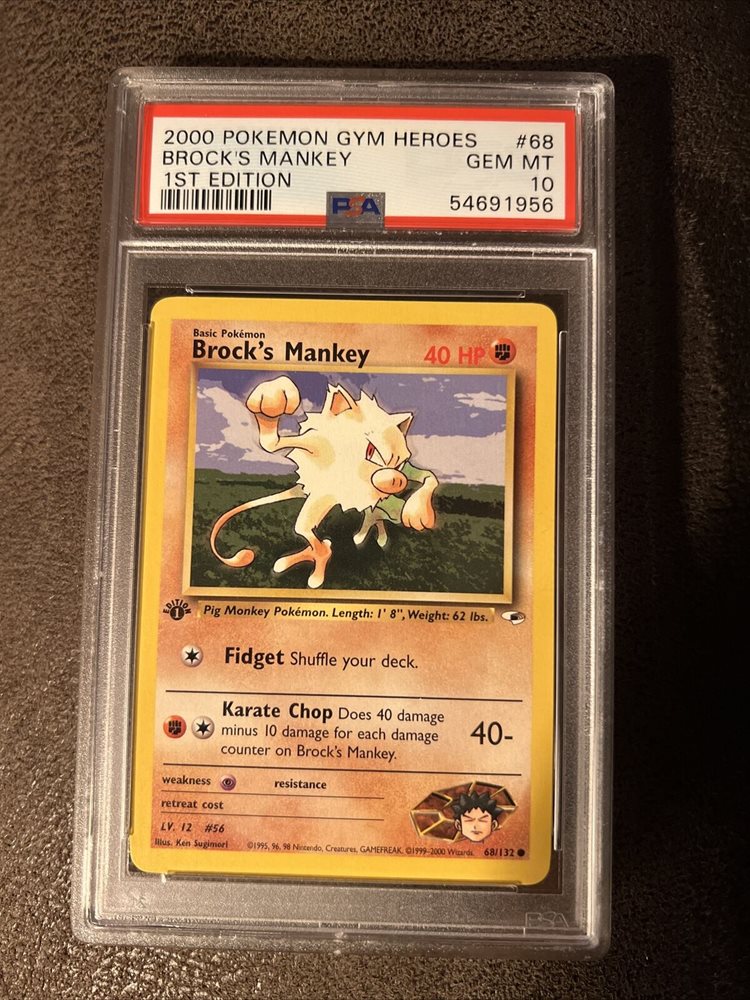 2000 POKEMON GYM HEROES #68
BROCK'S MANKEY GEM MT
1ST EDITION 10
PSA 54691956
Basic Pokémon
Brock's Mankey 40 HP
EDITION 1
Pig Monkey Pokémon. Length: 1' 8", Weight: 62 lbs.
Fidget Shuffle your deck.
Karate Chop Does 40 damage
minus 10 damage for each damage 40-
counter on Brock's Mankey.
weakness resistance
retreat cost
LV. 12 #56
Illus. Ken Sugimori ©1995, 96, 98 Nintendo, Creatures, GAMEFREAK. ©1999-2000 Wizards. 68/132
PSA